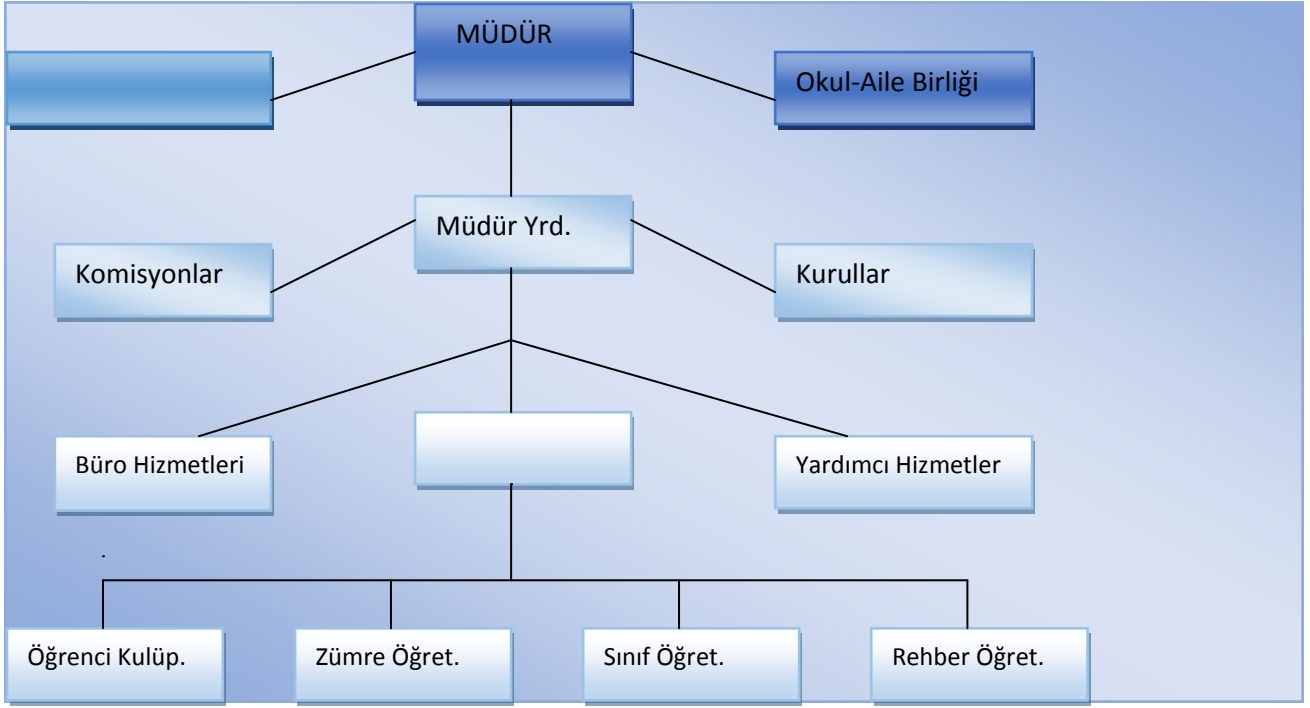 MÜDÜR
Okul-Aile Birliği
Müdür Yrd.
Komisyonlar
Kurullar
Büro Hizmetleri
Yardımcı Hizmetler
.
Öğrenci Kulüp.
Zümre Öğret.
Sınıf Öğret.
Rehber Öğret.